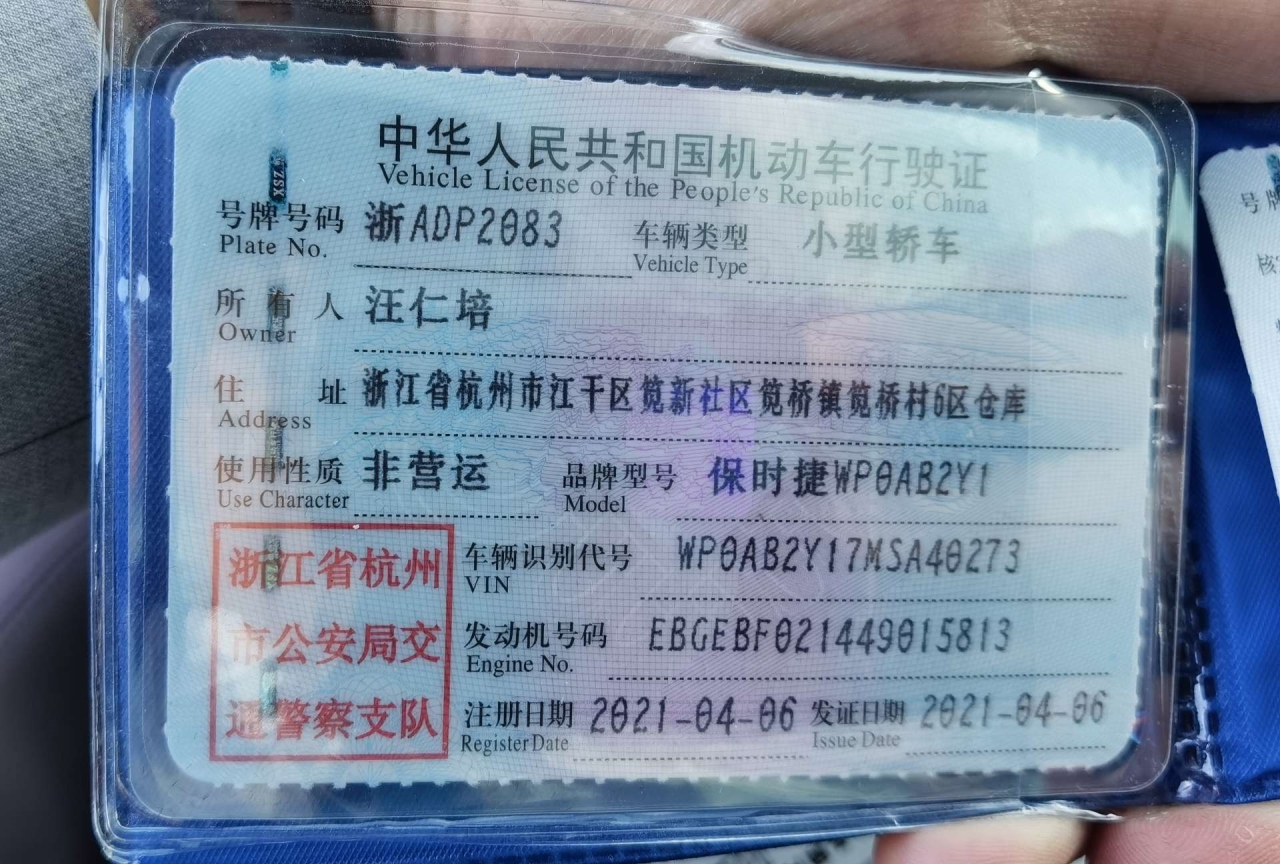 中华人民共和国机动车行驶证
Vehicle License of the People's Republic of China
号牌号码 浙ADP2083 车辆类型 小型轿车
Plate No. Vehicle Type
所有人 汪仁培
Owner
住址 浙江省杭州市江干区笕新社区笕桥镇笕桥村6区仓库
Address
使用性质 非营运 品牌型号 保时捷WP0AB2Y1
Use Character Model
浙江省杭州 车辆识别代号 WP0AB2Y17MSA40273
VIN
市公安局交 发动机号码 EBGEBF021449015813
Engine No.
通警察支队 注册日期 2021-04-06 发证日期 2021-04-06
Register Date Issue Date
XSZ
号牌
核